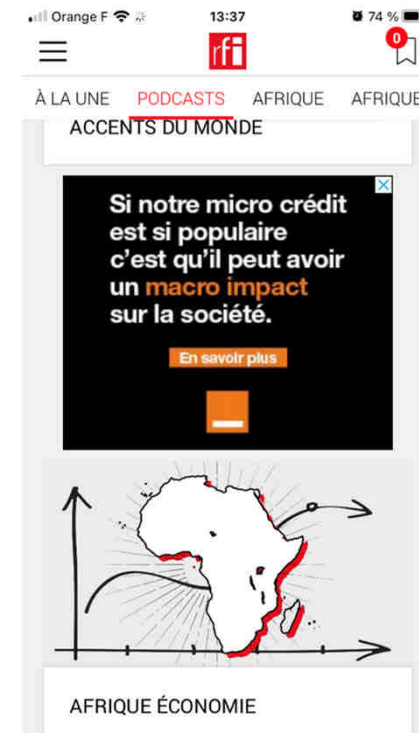 Orange F 13:37 74 %
rfi
0
À LA UNE PODCASTS AFRIQUE AFRIQUE
ACCENTS DU MONDE
Si notre micro crédit
est si populaire
c'est qu'il peut avoir
un macro impact
sur la société.
En savoir plus
AFRIQUE ÉCONOMIE